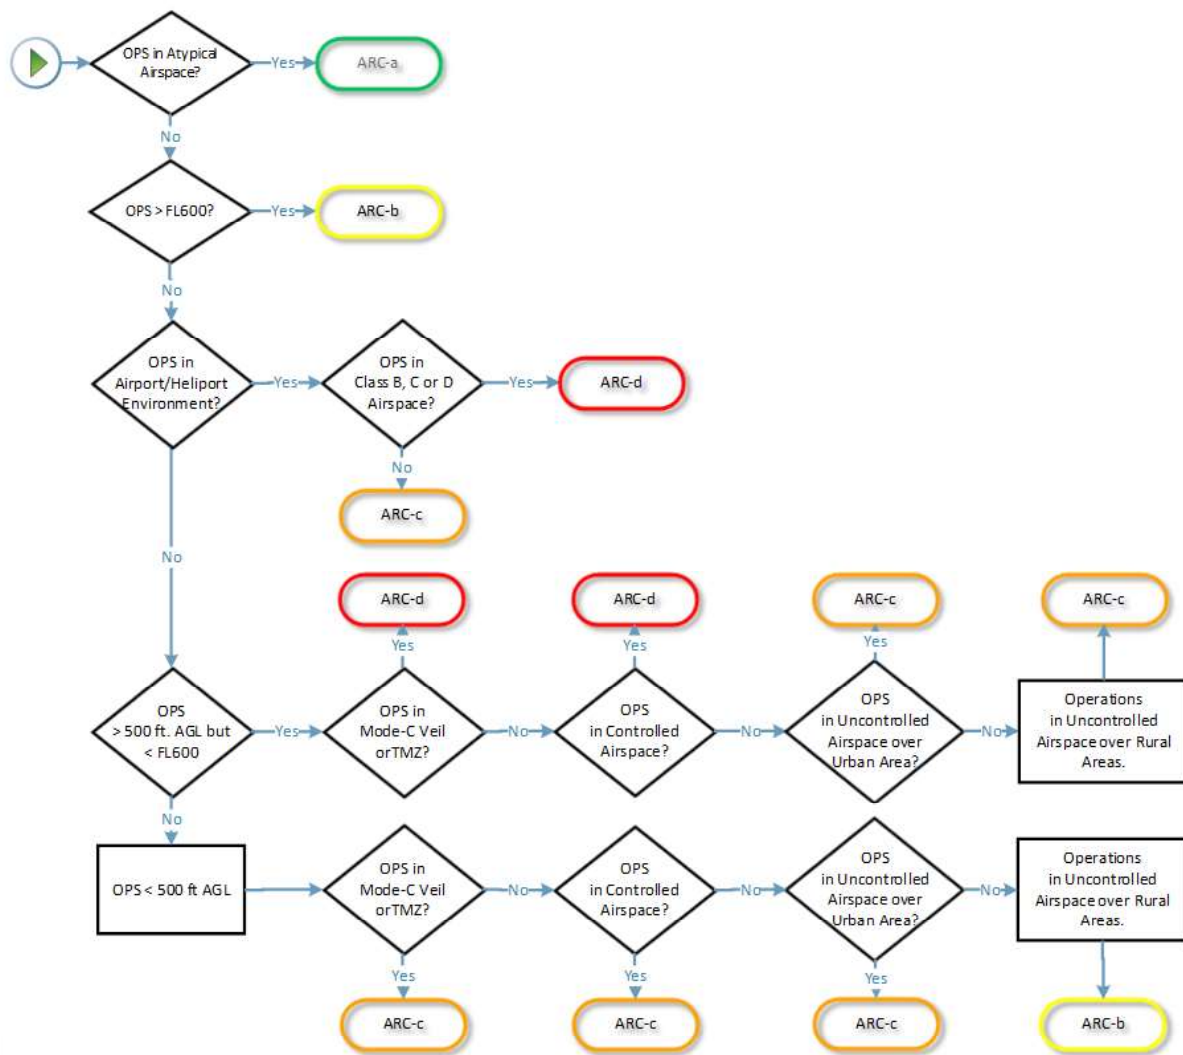 OPS in Atypical
Airspace?
Yes
ARC-a
No
OPS > FL600?
Yes
ARC-b
No
OPS in
Airport/Heliport
Environment?
Yes
OPS in
Class B, C or D
Airspace?
Yes
ARC-d
No
ARC-c
No
ARC-d
ARC-d
ARC-c
ARC-c
Yes
Yes
Yes
OPS
> 500 ft. AGL but
< FL600
Yes
OPS in
Mode-C Veil
or TMZ?
No
OPS
in Controlled
Airspace?
No
OPS
in Uncontrolled
Airspace over
Urban Area?
No
Operations
in Uncontrolled
Airspace over Rural
Areas.
No
OPS < 500 ft AGL
OPS in
Mode-C Veil
or TMZ?
No
OPS
in Controlled
Airspace?
No
OPS
in Uncontrolled
Airspace over
Urban Area?
No
Operations
in Uncontrolled
Airspace over Rural
Areas.
Yes
Yes
Yes
ARC-c
ARC-c
ARC-c
ARC-b